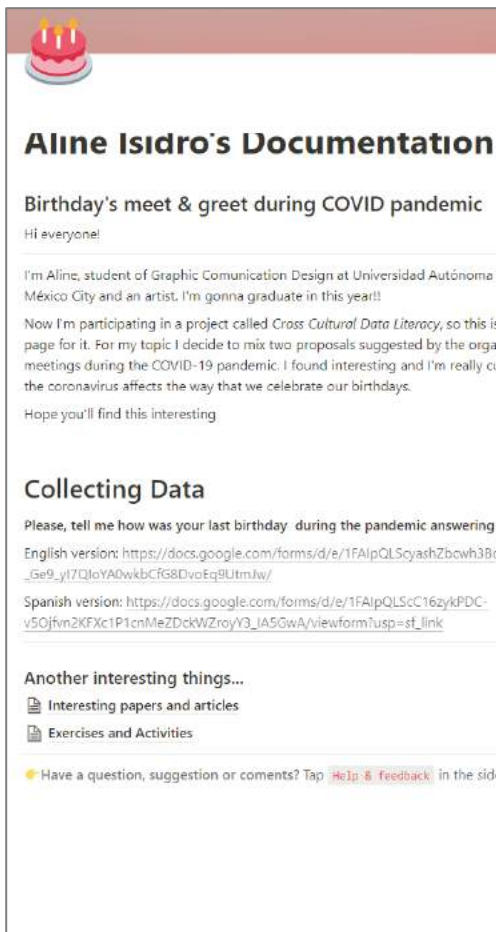 Aline Isidro's Documentation
Birthday's meet & greet during COVID pandemic
Hi everyone!
I'm Aline, student of Graphic Comunication Design at Universidad Autónoma
México City and an artist. I'm gonna graduate in this year!!
Now I'm participating in a project called Cross Cultural Data Literacy, so this is
page for it. For my topic I decide to mix two proposals suggested by the orga
meetings during the COVID-19 pandemic. I found interesting and I'm really cu
the coronavirus affects the way that we celebrate our birthdays.
Hope you'll find this interesting
Collecting Data
Please, tell me how was your last birthday during the pandemic answering
English version: https://docs.google.com/forms/d/e/1FAIpQLScyashZbcwh3Bc
_Ge9_yI7QIoYA0wkbCfG8DvoEq9UtmJw/
Spanish version: https://docs.google.com/forms/d/e/1FAIpQLScC16zykPDC-
v5Ojfvn2KFXc1P1cnMeZDckWZroyY3_IA5GwA/viewform?usp=sf_link
Another interesting things...
Interesting papers and articles
Exercises and Activities
Have a question, suggestion or coments? Tap Help & feedback in the side